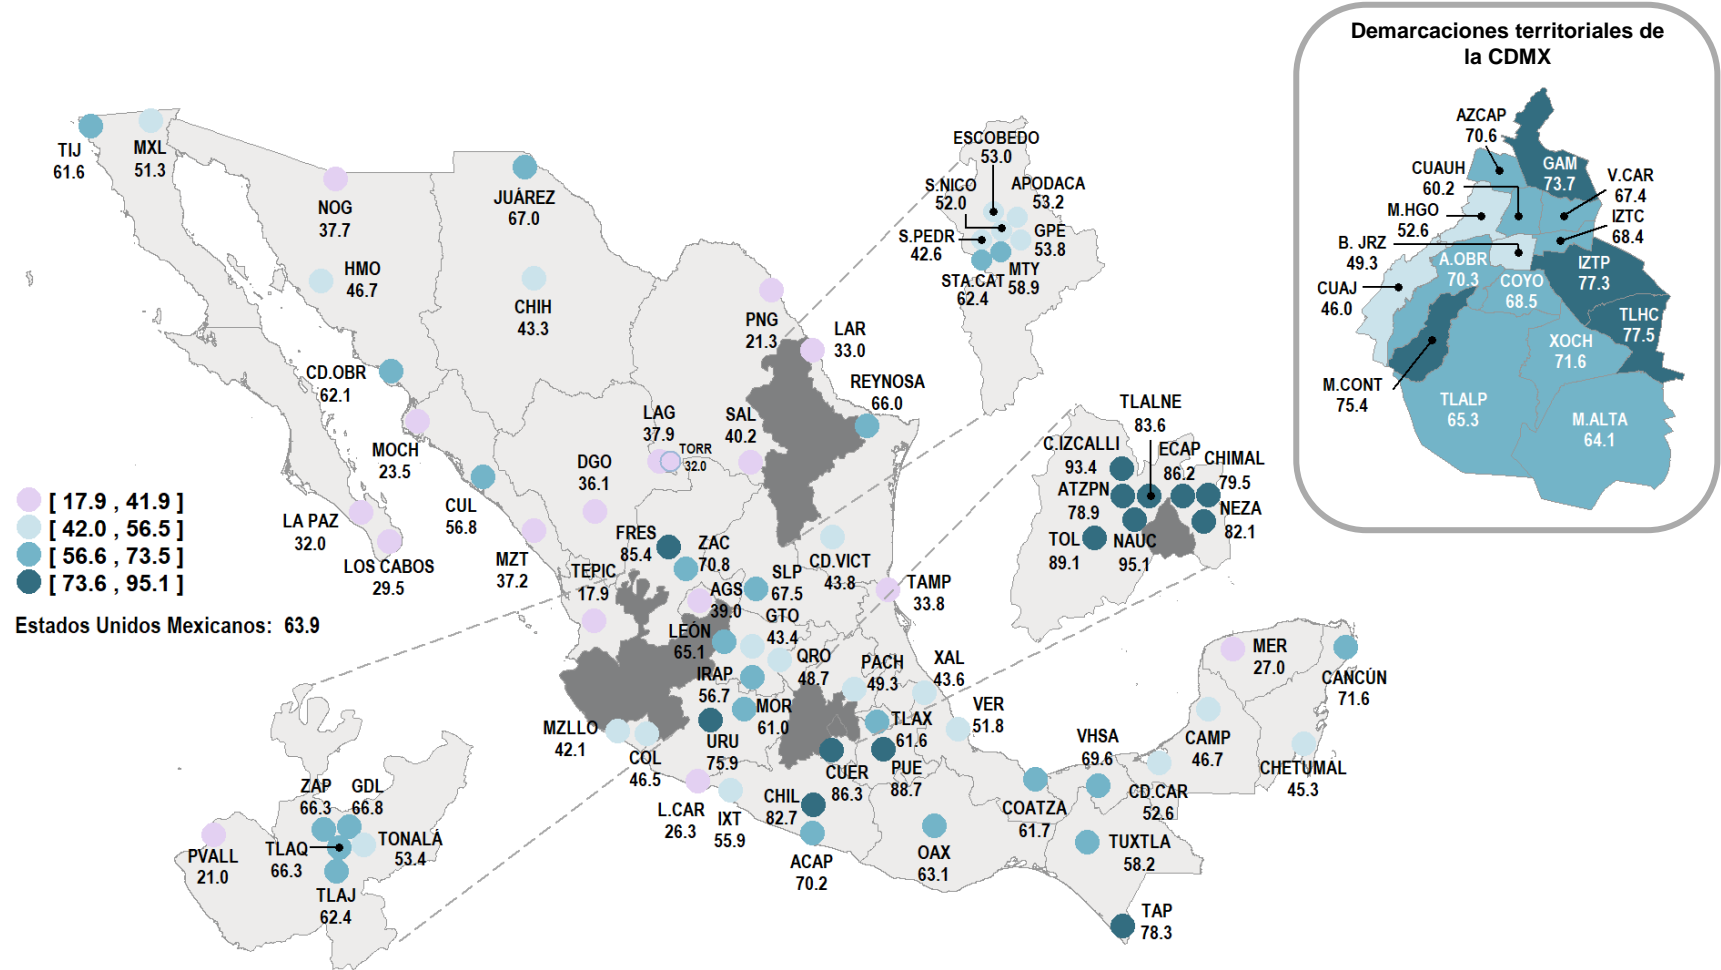 Demarcaciones territoriales de
la CDMX
AZCAP
70.6
CUAUH
60.2
GAM
73.7
V.CAR
67.4
M.HGO
52.6
IZTC
68.4
B. JRZ
49.3
A.OBR
70.3
IZTP
77.3
CUAJ
46.0
COYO
68.5
TLHC
77.5
XOCH
71.6
M.CONT
75.4
TLALP
65.3
M.ALTA
64.1
TIJ
61.6
MXL
51.3
NOG
37.7
JUÁREZ
67.0
HMO
46.7
CHIH
43.3
CD.OBR
62.1
MOCH
23.5
CUL
56.8
LA PAZ
32.0
LOS CABOS
29.5
MZT
37.2
DGO
36.1
LAG
37.9
TORR
32.0
SAL
40.2
PNG
21.3
LAR
33.0
REYNOSA
66.0
ESCOBEDO
53.0
S.NICO
52.0
APODACA
53.2
S.PEDR
42.6
GPE
53.8
STA.CAT
62.4
MTY
58.9
TLALNE
83.6
C.IZCALLI
93.4
ECAP
86.2
CHIMAL
79.5
ATZPN
78.9
NEZA
82.1
TOL
89.1
NAUC
95.1
[ 17.9 , 41.9 ]
[ 42.0 , 56.5 ]
[ 56.6 , 73.5 ]
[ 73.6 , 95.1 ]
Estados Unidos Mexicanos: 63.9
FRES
85.4
ZAC
70.8
TEPIC
17.9
AGS
39.0
SLP
67.5
CD.VICT
43.8
TAMP
33.8
GTO
43.4
LEÓN
65.1
QRO
48.7
IRAP
56.7
PACH
49.3
XAL
43.6
MOR
61.0
MZLLO
42.1
COL
46.5
URU
75.9
TLAX
61.6
VER
51.8
CUER
86.3
PUE
88.7
L.CAR
26.3
IXT
55.9
CHIL
82.7
ACAP
70.2
OAX
63.1
COATZA
61.7
VHSA
69.6
CD.CAR
52.6
TUXTLA
58.2
TAP
78.3
MER
27.0
CANCÚN
71.6
CAMP
46.7
CHETUMAL
45.3
ZAP
66.3
GDL
66.8
PVALL
21.0
TLAQ
66.3
TONALÁ
53.4
TLAJ
62.4